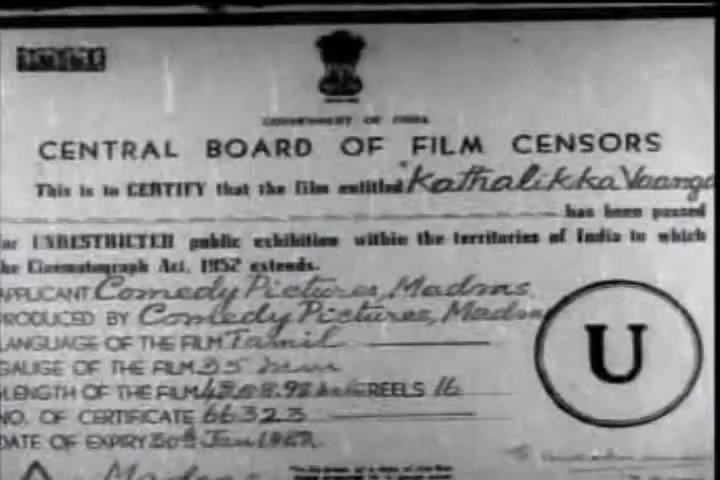 GOVERNMENT OF INDIA
CENTRAL BOARD OF FILM CENSORS
This is to CERTIFY that the film entitled "Kathalikka Vaanga
has been passed
for UNRESTRICTED public exhibition within the territories of India to which
the Cinematograph Act, 1952 extends.
APPLICANT Comedy Pictures, Madras.
PRODUCED BY Comedy Pictures, Madra
LANGUAGE OF THE FILM Tamil
U
GAUGE OF THE FILM 35 mm
LENGTH OF THE FILM REELS 16
NO. OF CERTIFICATE 66323
DATE OF EXPIRY 30th Jan
Madras